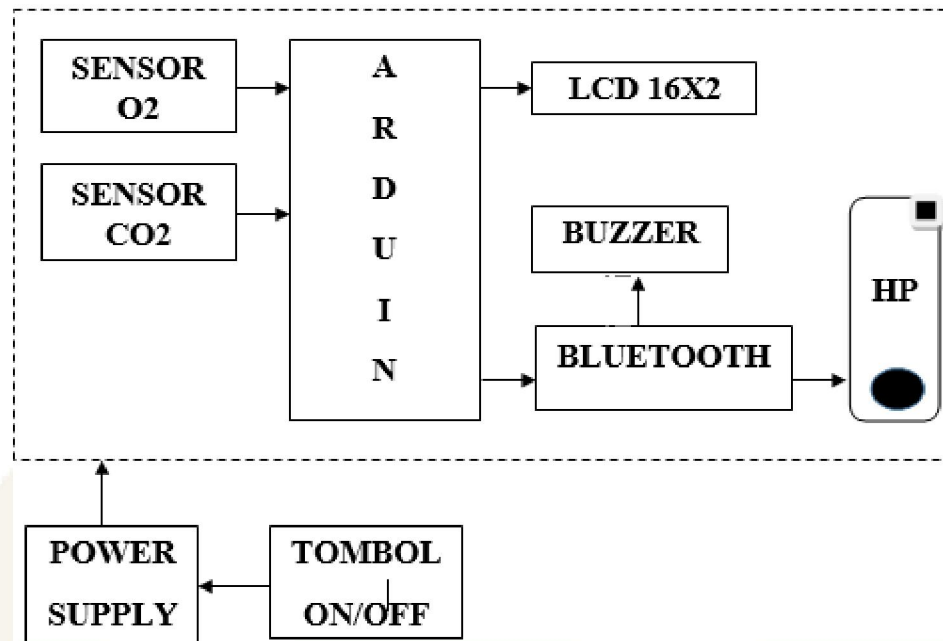 SENSOR
O2
SENSOR
CO2
A
R
D
U
I
N
LCD 16X2
BUZZER
BLUETOOTH
HP
POWER
SUPPLY
TOMBOL
ON/OFF